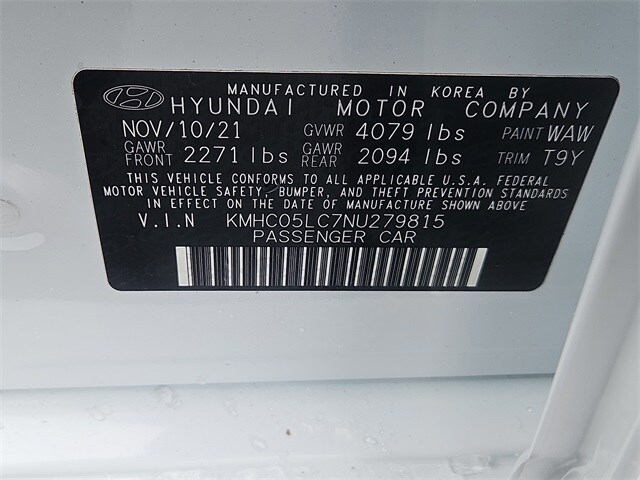 MANUFACTURED IN KOREA BY
HYUNDAI MOTOR COMPANY
NOV/10/21 GVWR 4079 lbs PAINT WAW
GAWR FRONT 2271 lbs GAWR REAR 2094 lbs TRIM T9Y
THIS VEHICLE CONFORMS TO ALL APPLICABLE U.S.A. FEDERAL
MOTOR VEHICLE SAFETY, BUMPER, AND THEFT PREVENTION STANDARDS
IN EFFECT ON THE DATE OF MANUFACTURE SHOWN ABOVE.
V.I.N KMHC05LC7NU279815
PASSENGER CAR